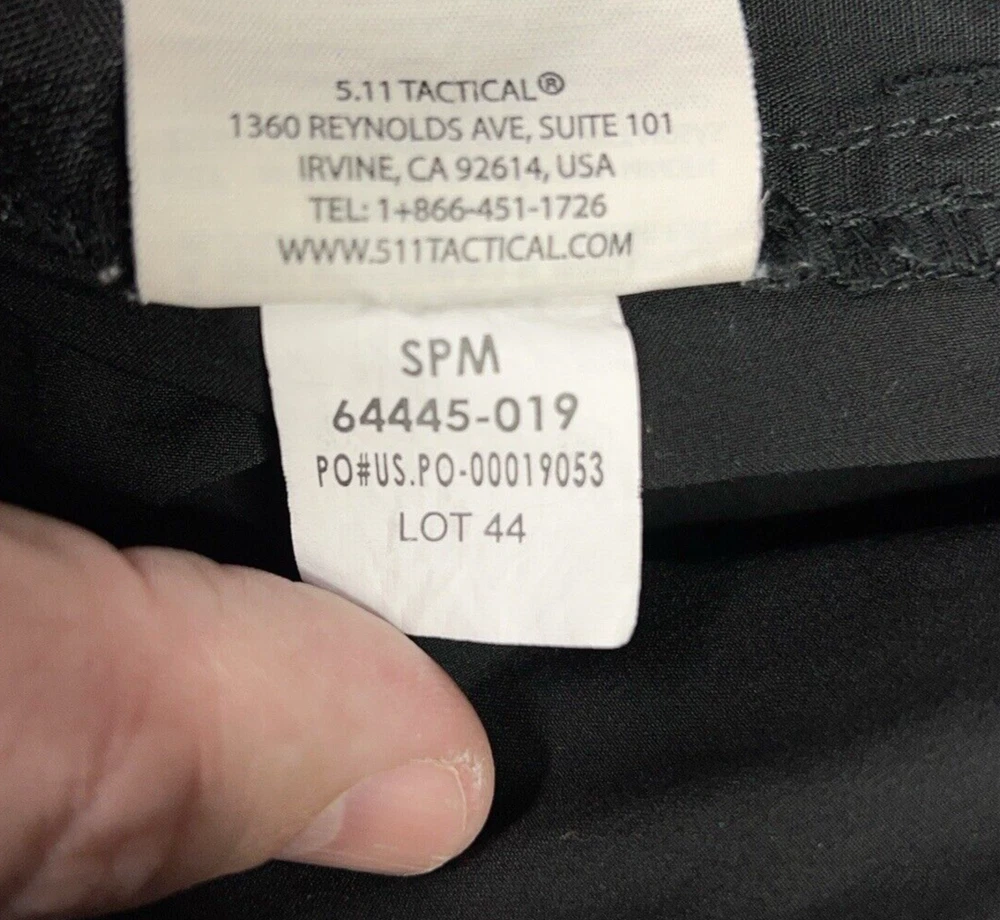 5.11 TACTICAL®
1360 REYNOLDS AVE, SUITE 101
IRVINE, CA 92614, USA
TEL: 1+866-451-1726
WWW.511TACTICAL.COM
SPM
64445-019
PO#US.PO-00019053
LOT 44